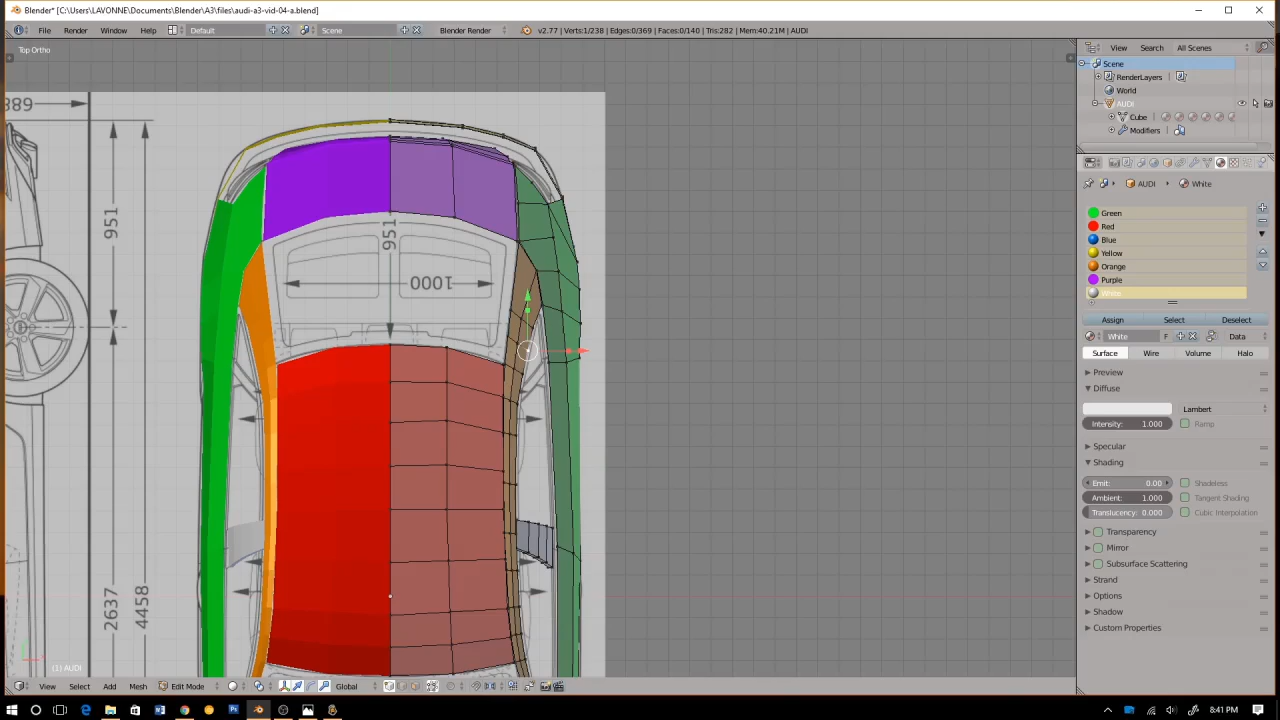 Blender* [C:\Users\LAVONNE\Documents\Blender\A3\files\audi-a3-vid-04-a.blend]
File Render Window Help Default Scene Blender Render v2.77 | Verts:1/238 | Edges:0/369 | Faces:0/140 | Tris:282 | Mem:40.21M | AUDI
Top Ortho
View Search All Scenes
Scene
RenderLayers
World
AUDI
Cube
Modifiers
AUDI White
Green
Red
Blue
Yellow
Orange
Purple
White
Assign Select Deselect
White F Data
Surface Wire Volume Halo
Preview
Diffuse
Lambert
Intensity: 1.000 Ramp
Specular
Shading
Emit: 0.00 Shadeless
Ambient: 1.000 Tangent Shading
Translucency: 0.000 Cubic Interpolation
Transparency
Mirror
Subsurface Scattering
Strand
Options
Shadow
Custom Properties
389
951
951
1000
2637
4458
(1) AUDI
View Select Add Mesh Edit Mode Global
8:41 PM